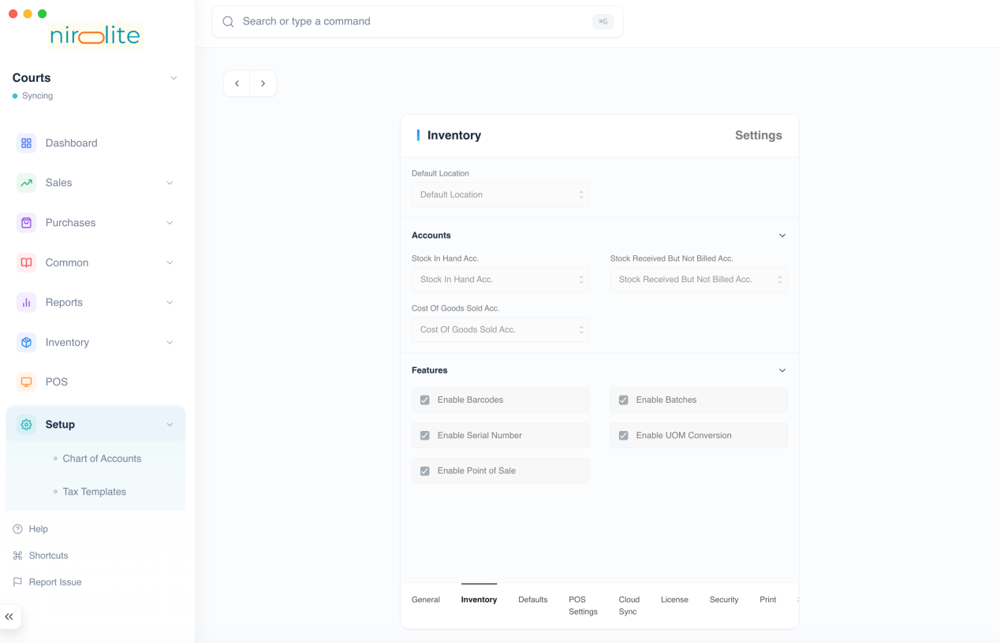 nirolite
Search or type a command
⌘G
Courts
Syncing
Dashboard
Sales
Purchases
Common
Reports
Inventory
POS
Setup
Chart of Accounts
Tax Templates
Help
Shortcuts
Report Issue
Inventory
Settings
Default Location
Default Location
Accounts
Stock In Hand Acc.
Stock Received But Not Billed Acc.
Stock In Hand Acc.
Stock Received But Not Billed Acc.
Cost Of Goods Sold Acc.
Cost Of Goods Sold Acc.
Features
Enable Barcodes
Enable Batches
Enable Serial Number
Enable UOM Conversion
Enable Point of Sale
General
Inventory
Defaults
POS
Settings
Cloud
Sync
License
Security
Print